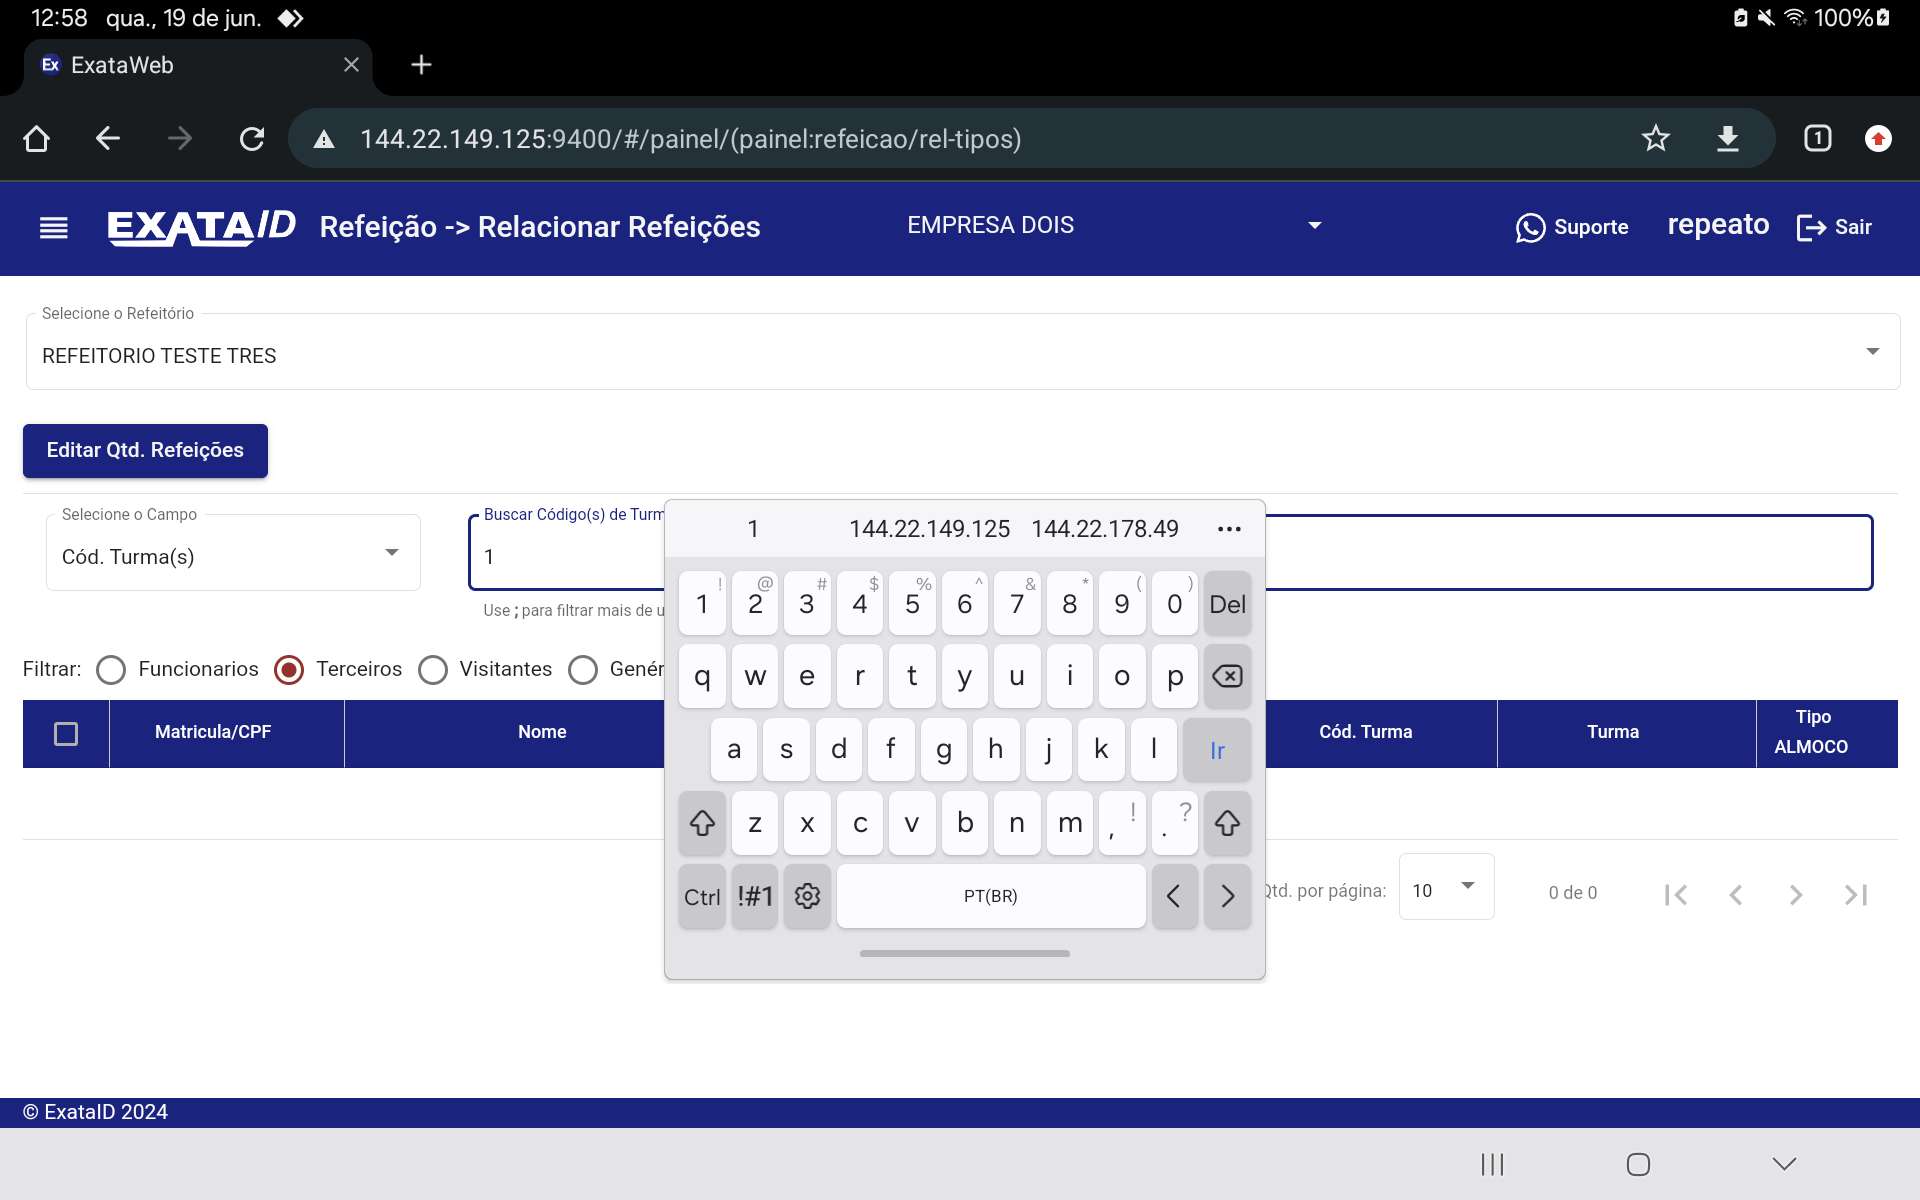 12:58 qua., 19 de jun. 100%
Ex ExataWeb
144.22.149.125:9400/#/painel/(painel:refeicao/rel-tipos) 1
EXATAID Refeição -> Relacionar Refeições EMPRESA DOIS Suporte repeato Sair
Selecione o Refeitório
REFEITORIO TESTE TRES
Editar Qtd. Refeições
Selecione o Campo
Cód. Turma(s)
Buscar Código(s) de Turm
1
Use ; para filtrar mais de u
Filtrar: Funcionarios Terceiros Visitantes Genér
Matricula/CPF Nome Cód. Turma Turma Tipo ALMOCO
Qtd. por página: 10 0 de 0
1 144.22.149.125 144.22.178.49 •••
! @ # $ % ^ & * ( )
1 2 3 4 5 6 7 8 9 0 Del
q w e r t y u i o p
a s d f g h j k l Ir
z x c v b n m , ! . ?
Ctrl !#1 PT(BR) < >
© ExataID 2024